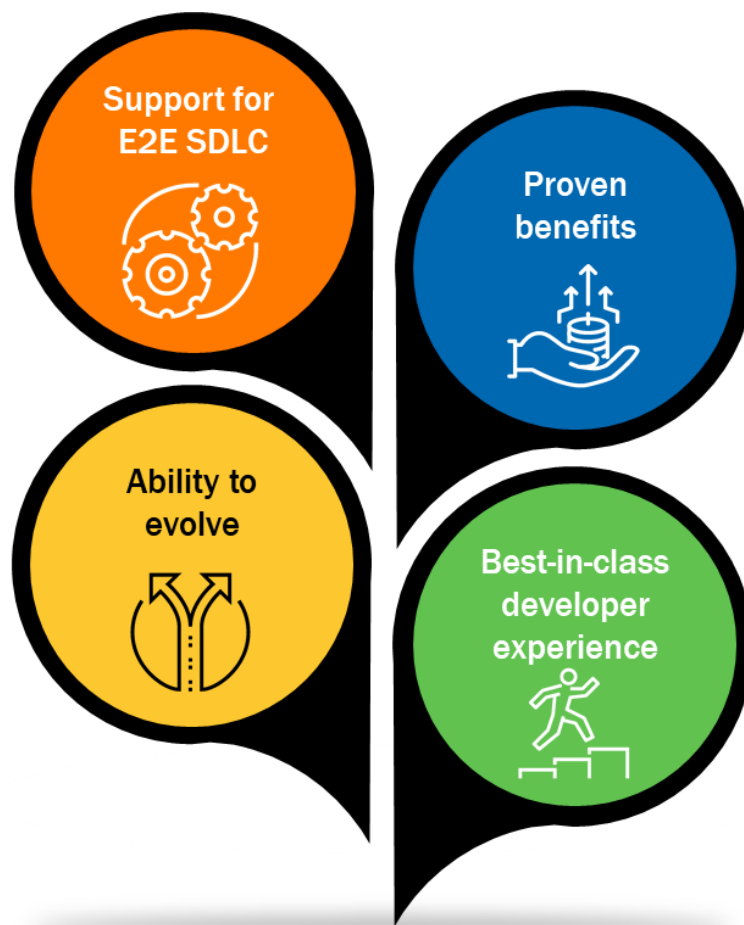 Support for
E2E SDLC
Proven
benefits
Ability to
evolve
Best-in-class
developer
experience